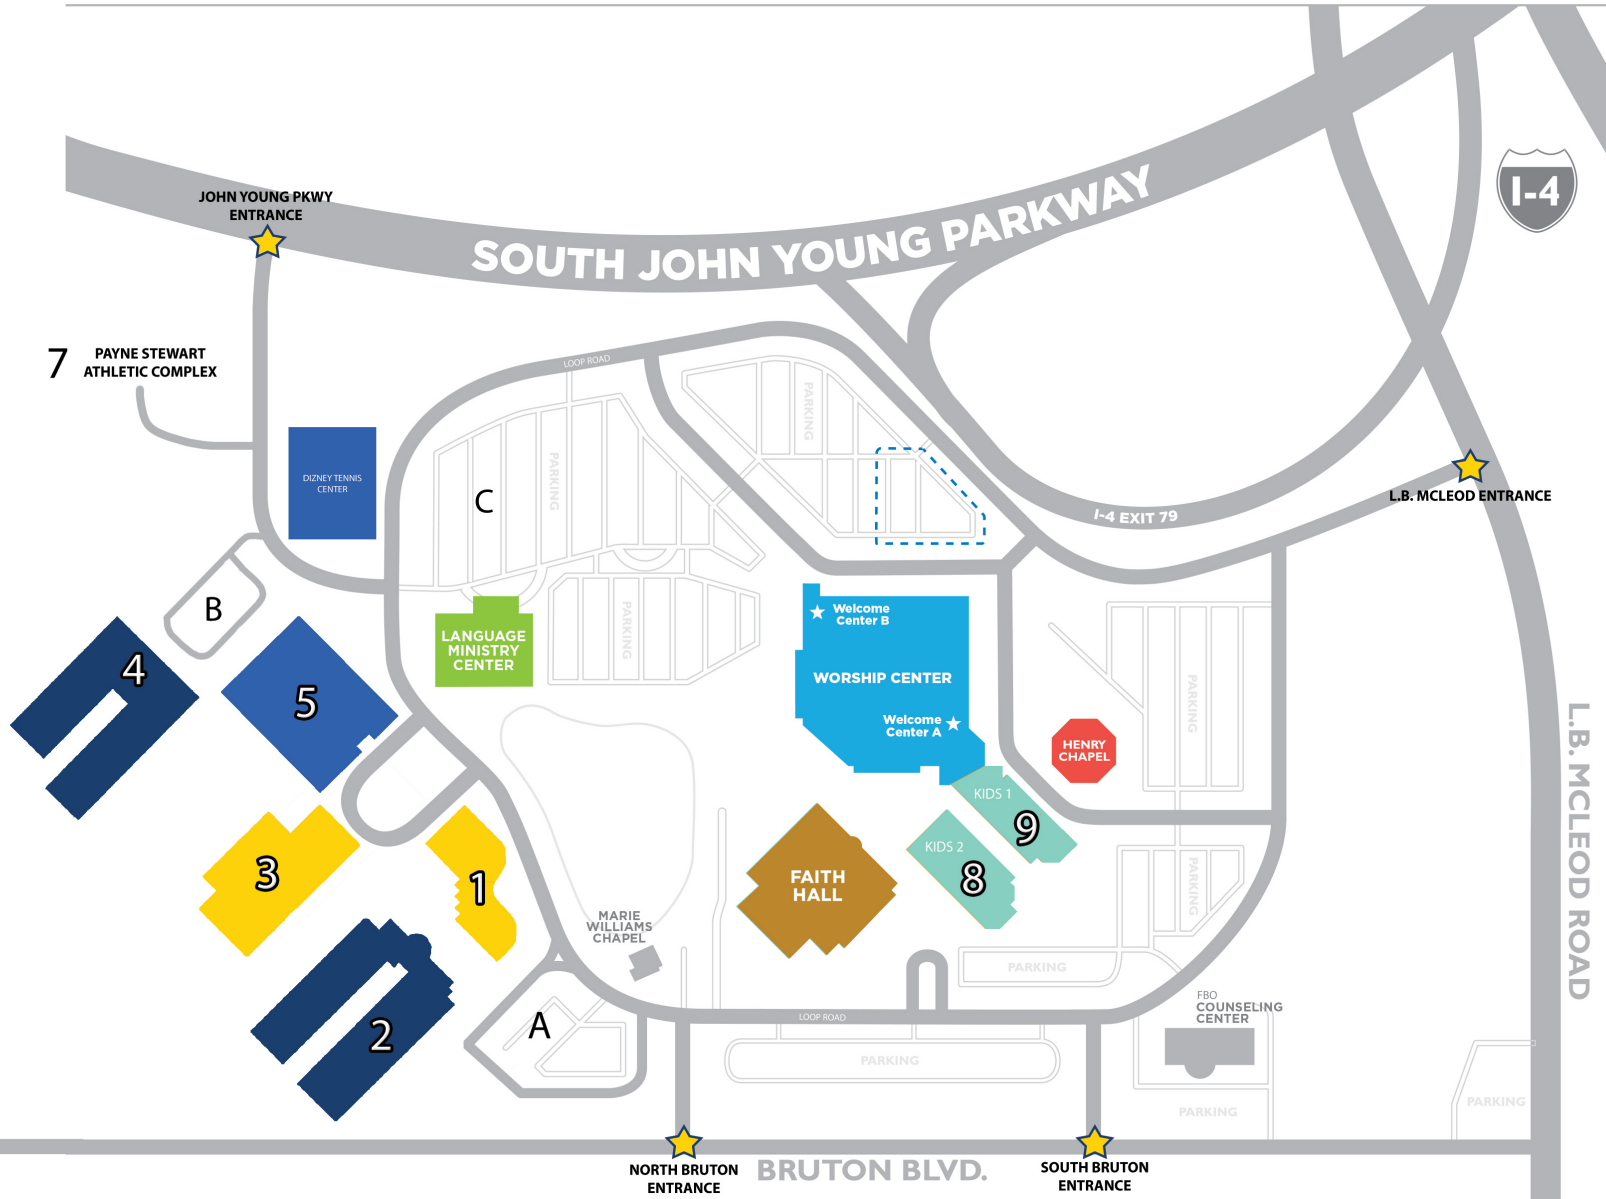 JOHN YOUNG PKWY
ENTRANCE
SOUTH JOHN YOUNG PARKWAY
I-4
7
PAYNE STEWART
ATHLETIC COMPLEX
LOOP ROAD
PARKING
DIZNEY TENNIS
CENTER
C
PARKING
L.B. MCLEOD ENTRANCE
I-4 EXIT 79
B
4
5
LANGUAGE
MINISTRY
CENTER
PARKING
Welcome
Center B
WORSHIP CENTER
Welcome
Center A
HENRY
CHAPEL
PARKING
L.B. MCLEOD ROAD
KIDS 1
9
KIDS 2
8
3
1
FAITH
HALL
PARKING
MARIE
WILLIAMS
CHAPEL
PARKING
2
A
LOOP ROAD
FBO
COUNSELING
CENTER
PARKING
PARKING
PARKING
NORTH BRUTON
ENTRANCE
BRUTON BLVD.
SOUTH BRUTON
ENTRANCE